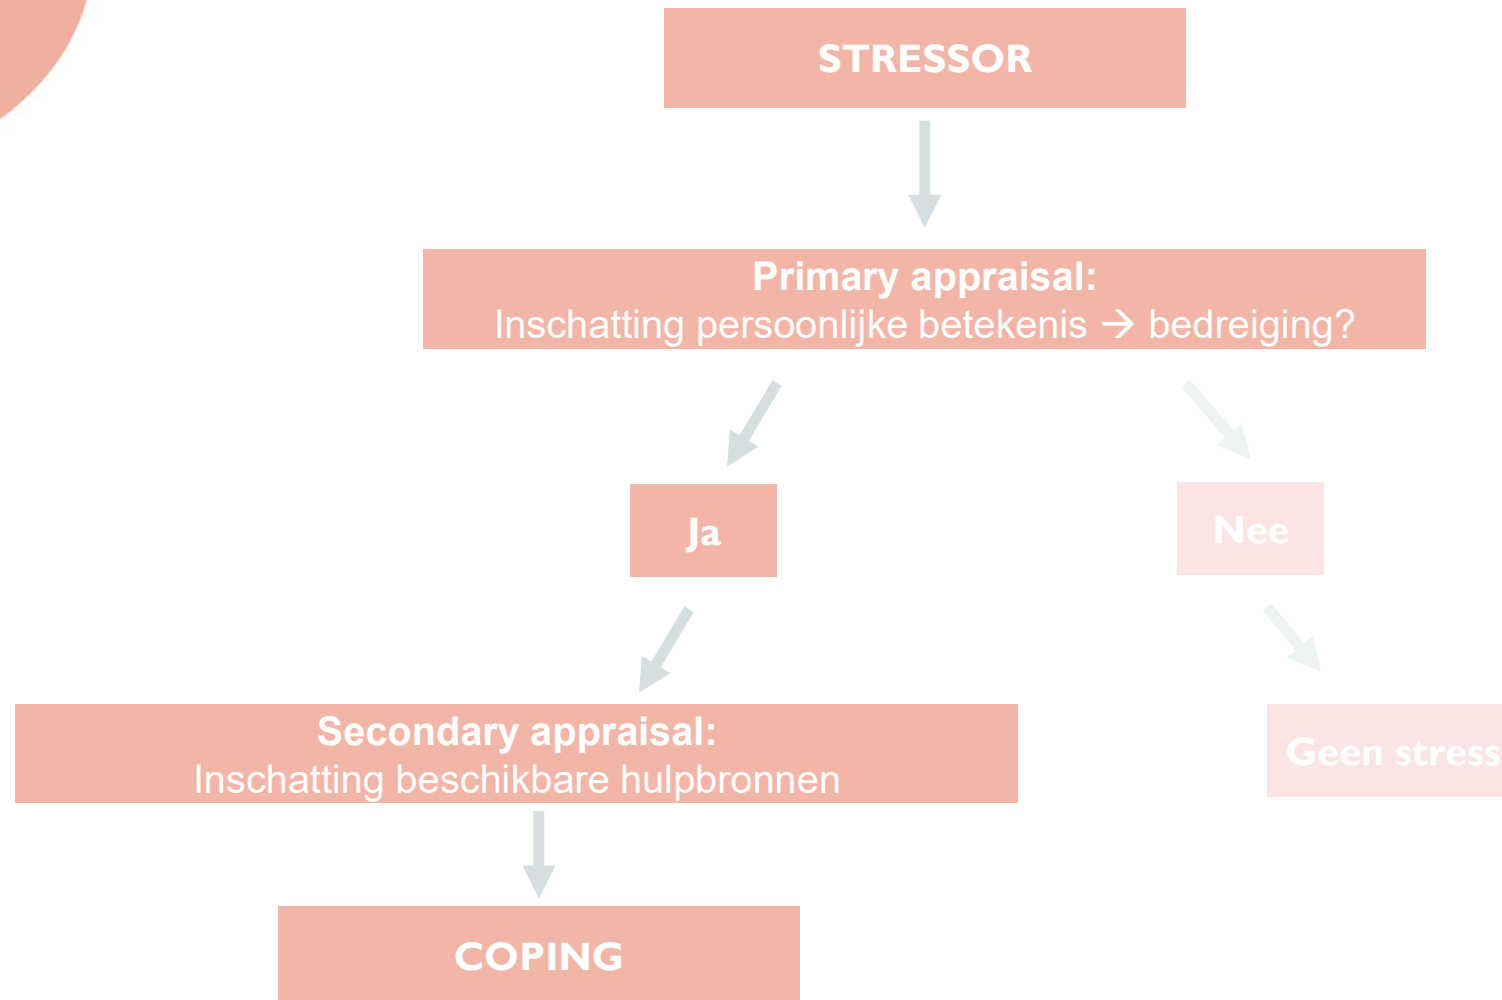 STRESSOR
Primary appraisal:
Inschatting persoonlijke betekenis → bedreiging?
Ja
Nee
Secondary appraisal:
Inschatting beschikbare hulpbronnen
Geen stress
COPING